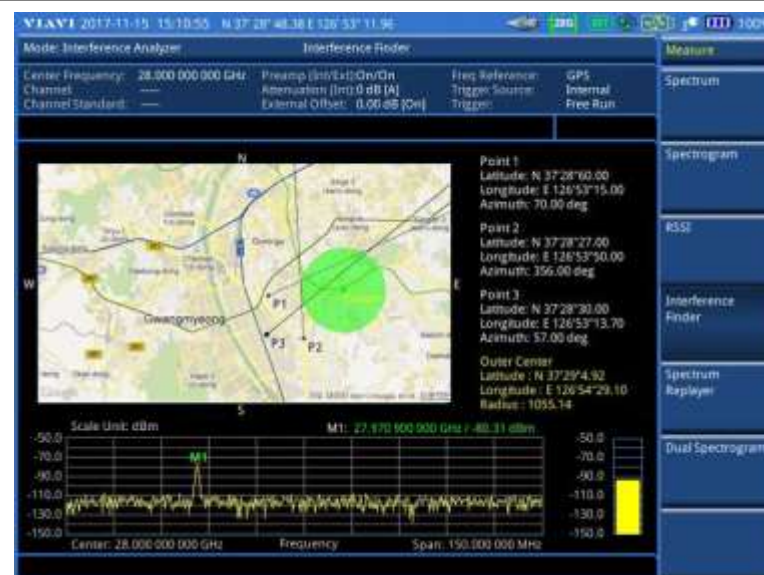 VIAVI 2017-11-15 15:10:55 N 37° 28" 48.38 E 126° 53" 11.96 100%
Mode: Interference Analyzer Interference Finder Measure
Center Frequency: 28.000 000 000 GHz Preamp (Int/Ext): On/On Freq Reference: GPS
Channel: ---- Attenuation (Int): 0 dB [A] Trigger Source: Internal
Channel Standard: ---- External Offset: 0.00 dB [On] Trigger: Free Run
Spectrum
Spectrogram
RSSI
Interference
Finder
Spectrum
Replayer
Dual Spectrogram
N
W
E
S
Gwangmyeong
P1
P2
P3
Google
Point 1
Latitude: N 37°28"60.00
Longitude: E 126°53"15.00
Azimuth: 70.00 deg
Point 2
Latitude: N 37°28"27.00
Longitude: E 126°53"50.00
Azimuth: 356.00 deg
Point 3
Latitude: N 37°28"30.00
Longitude: E 126°53"13.70
Azimuth: 57.00 deg
Outer Center
Latitude : N 37°29"4.92
Longitude : E 126°54"29.10
Radius : 1055.14
Scale Unit: dBm M1: 27.970 900 000 GHz / -80.31 dBm
-50.0 -50.0
-70.0 M1 -70.0
-90.0 -90.0
-110.0 -110.0
-130.0 -130.0
-150.0 -150.0
Center: 28.000 000 000 GHz Frequency Span: 150.000 000 MHz